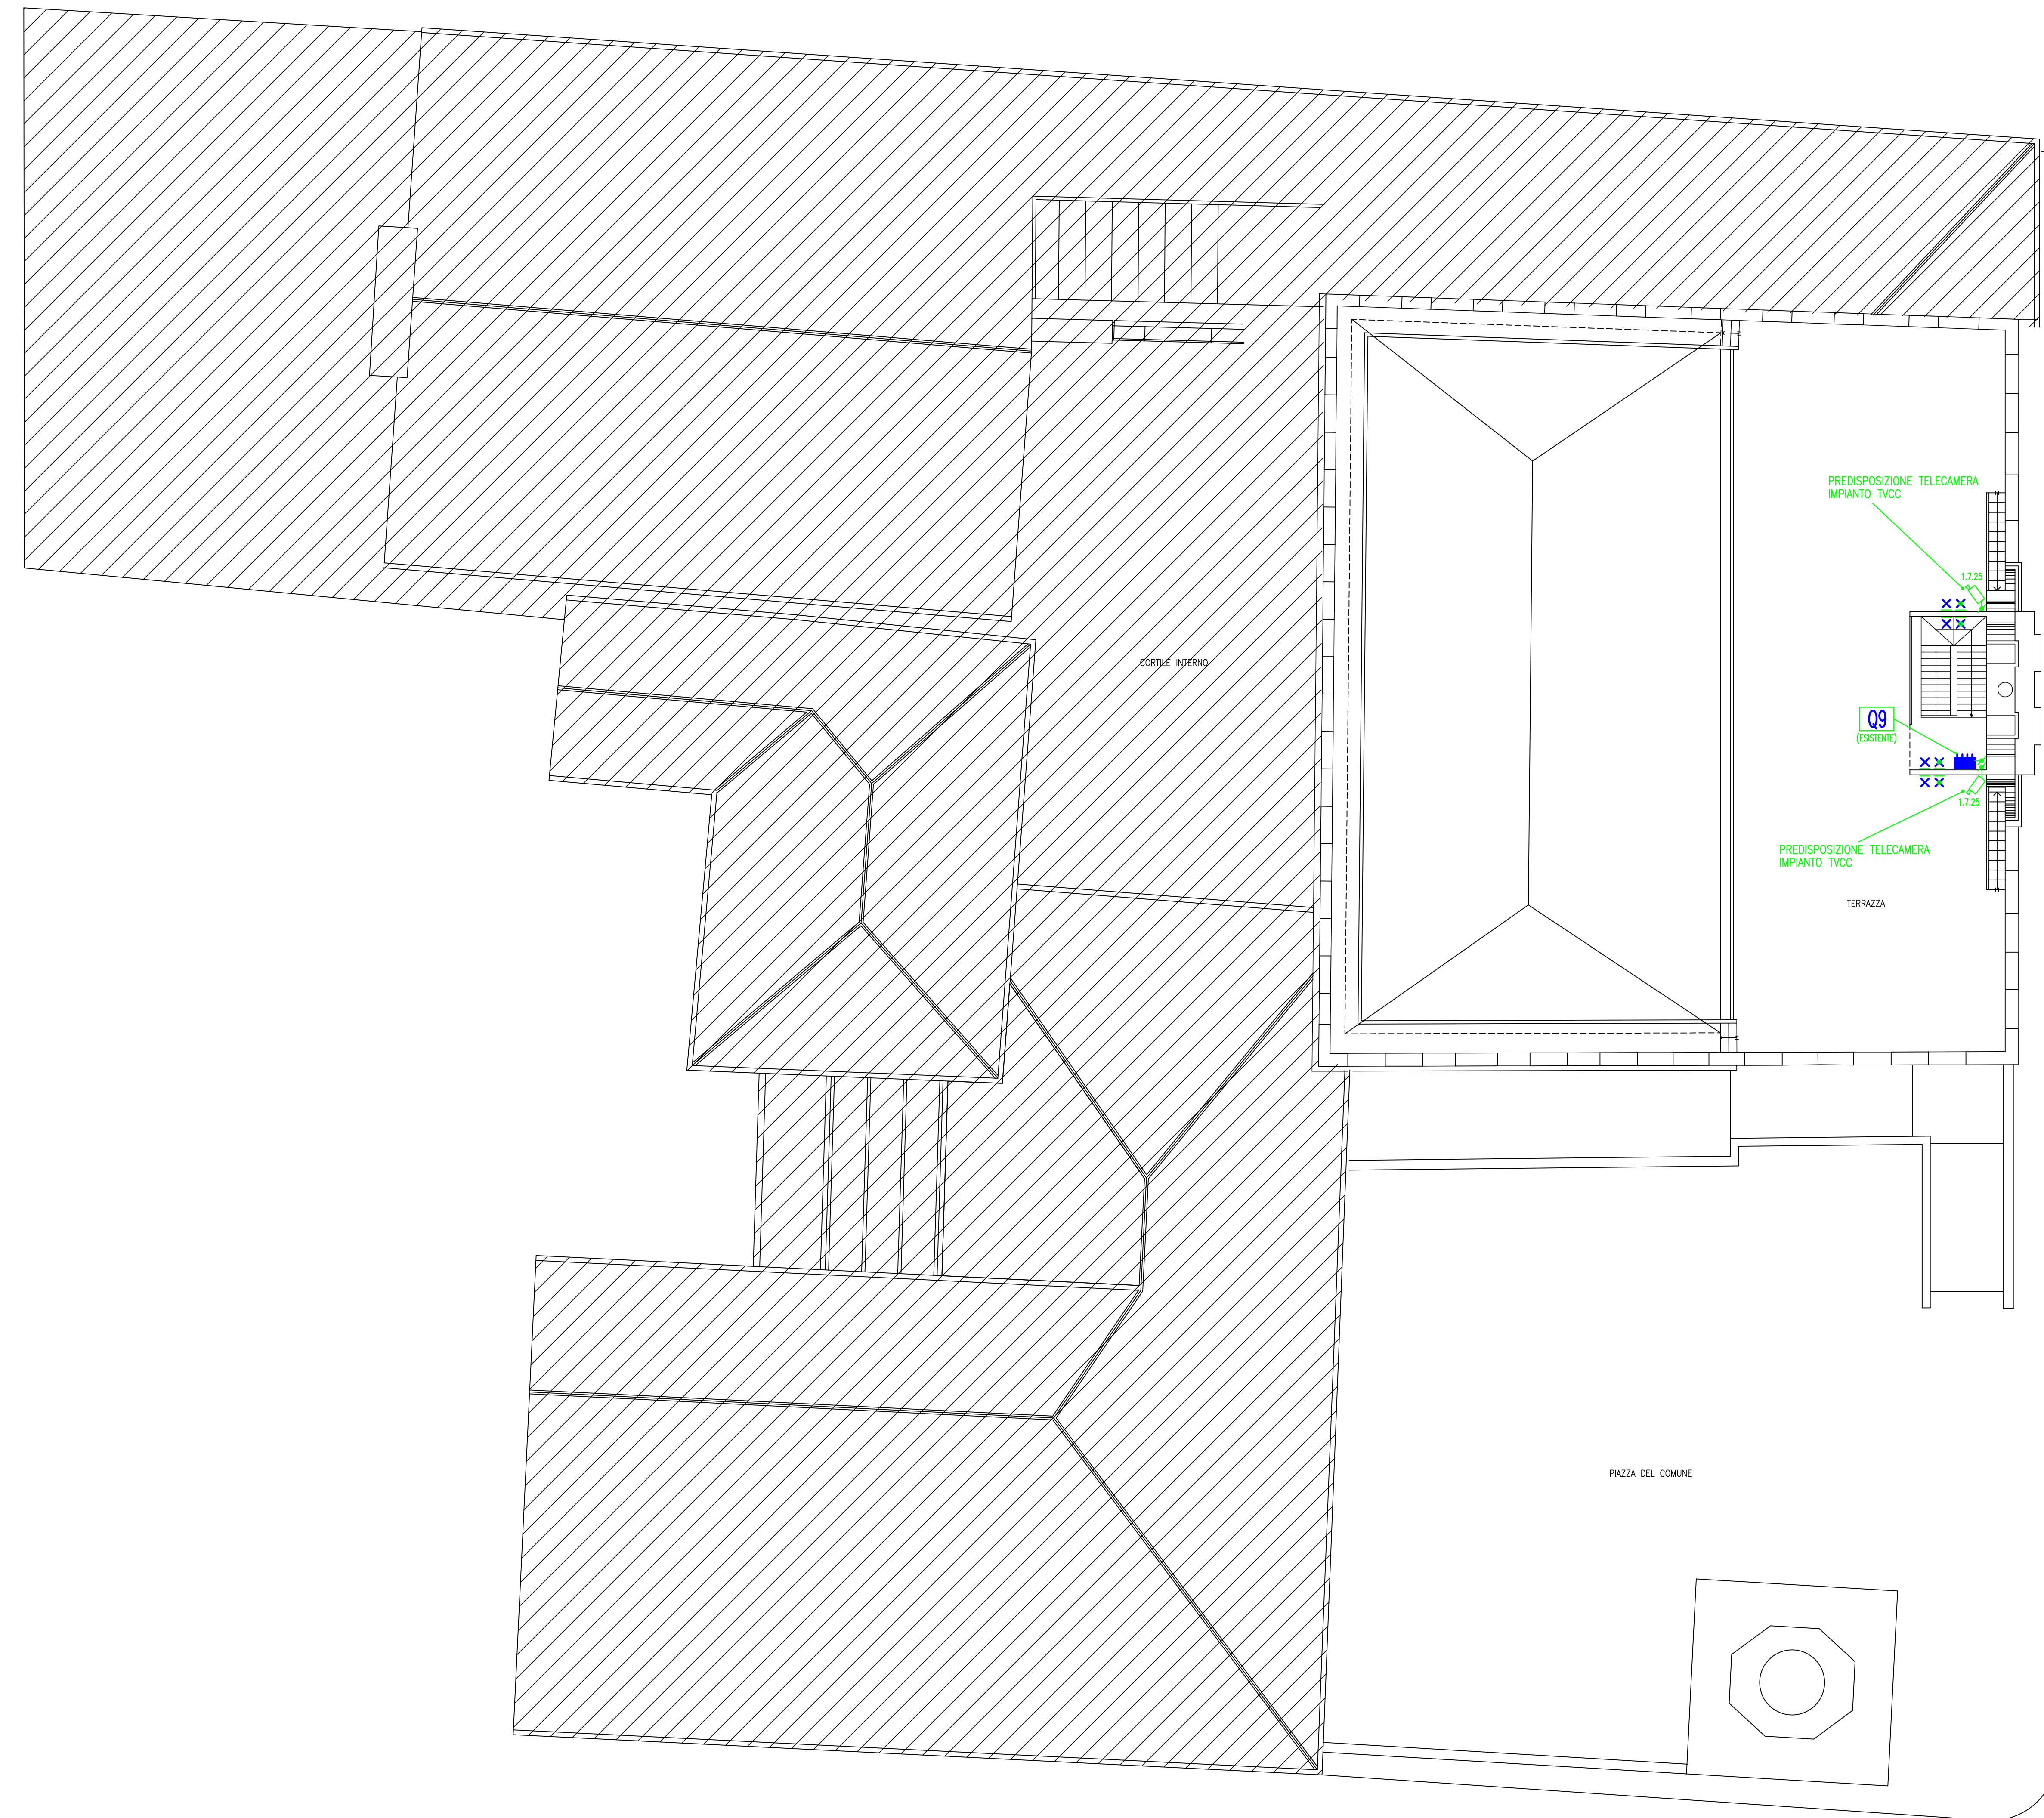 PREDISPOSIZIONE TELECAMERA
IMPIANTO TVCC
1.7.25
CORTILE INTERNO
Q9
(ESISTENTE)
1.7.25
PREDISPOSIZIONE TELECAMERA
IMPIANTO TVCC
TERRAZZA
PIAZZA DEL COMUNE